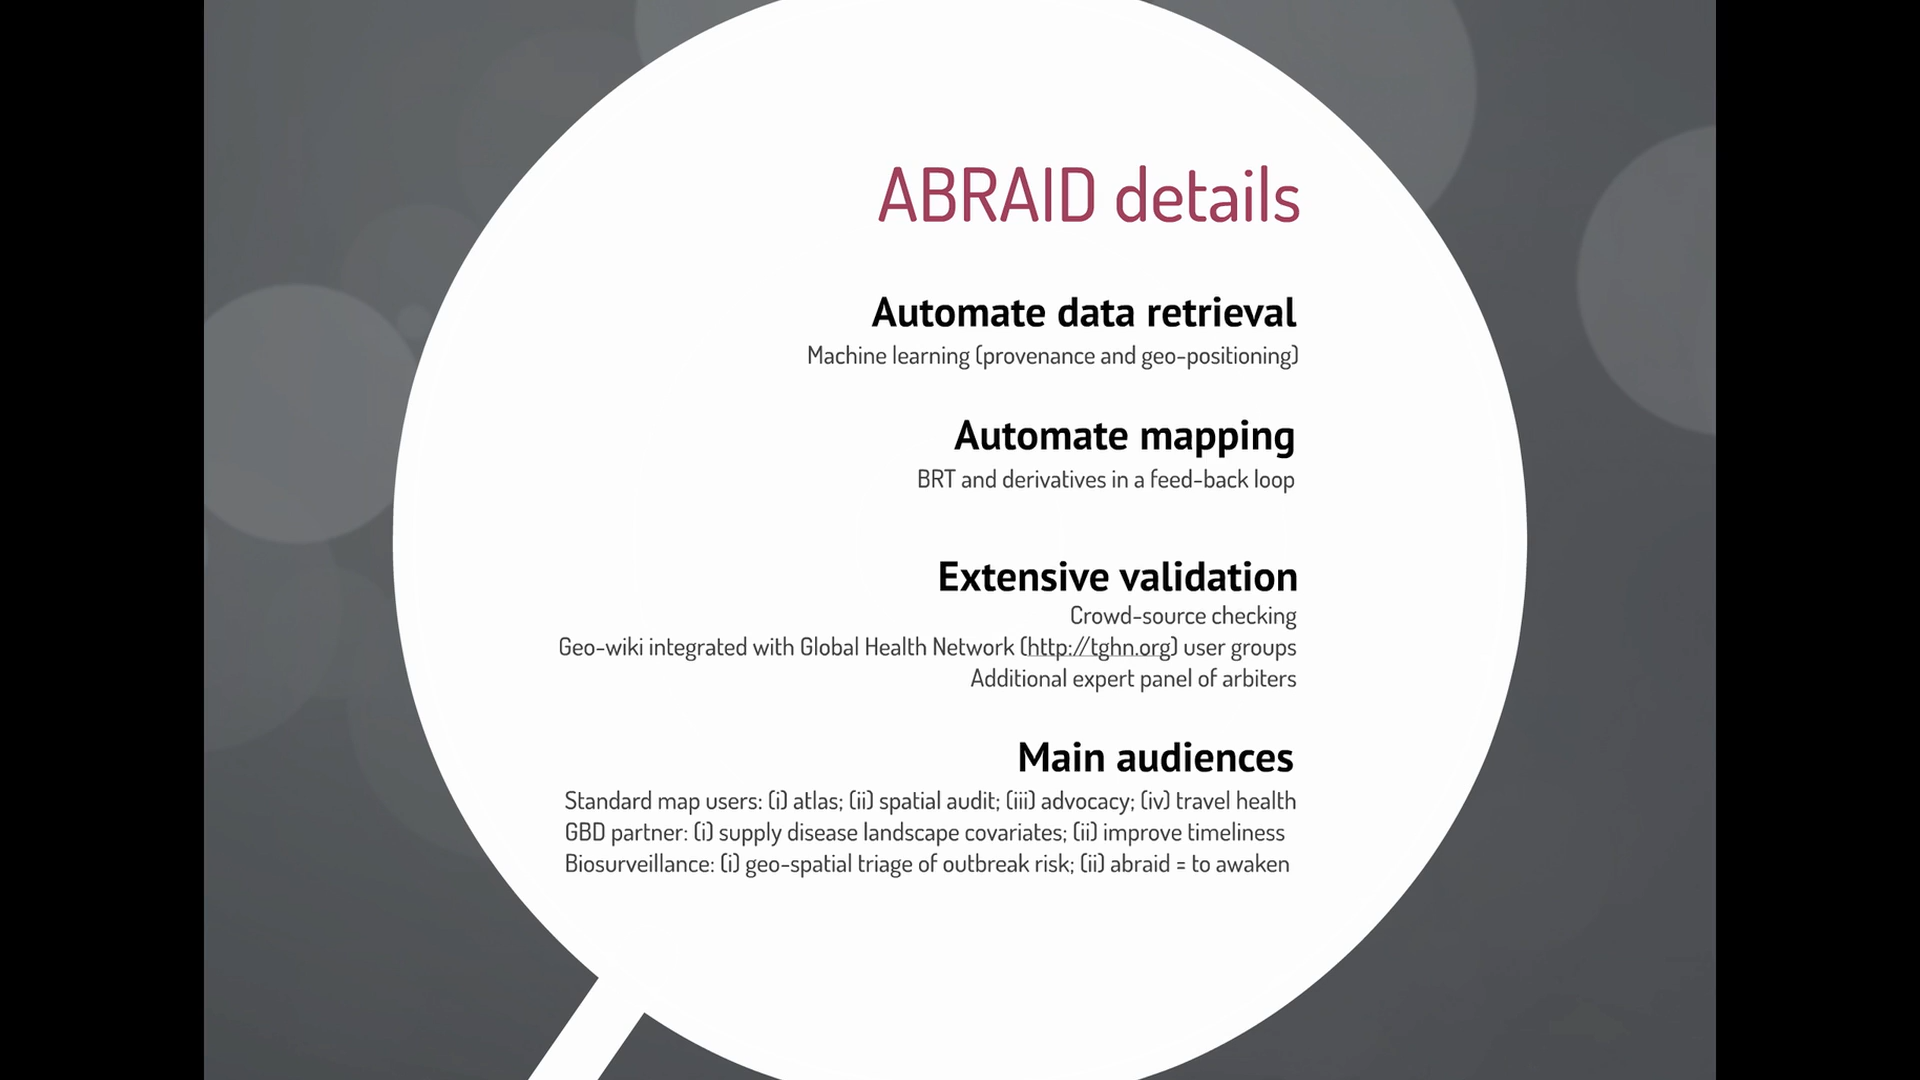 ABRAID details
Automate data retrieval
Machine learning (provenance and geo-positioning)
Automate mapping
BRT and derivatives in a feed-back loop
Extensive validation
Crowd-source checking
Geo-wiki integrated with Global Health Network (http://tghn.org) user groups
Additional expert panel of arbiters
Main audiences
Standard map users: (i) atlas; (ii) spatial audit; (iii) advocacy; (iv) travel health
GBD partner: (i) supply disease landscape covariates; (ii) improve timeliness
Biosurveillance: (i) geo-spatial triage of outbreak risk; (ii) abraid = to awaken